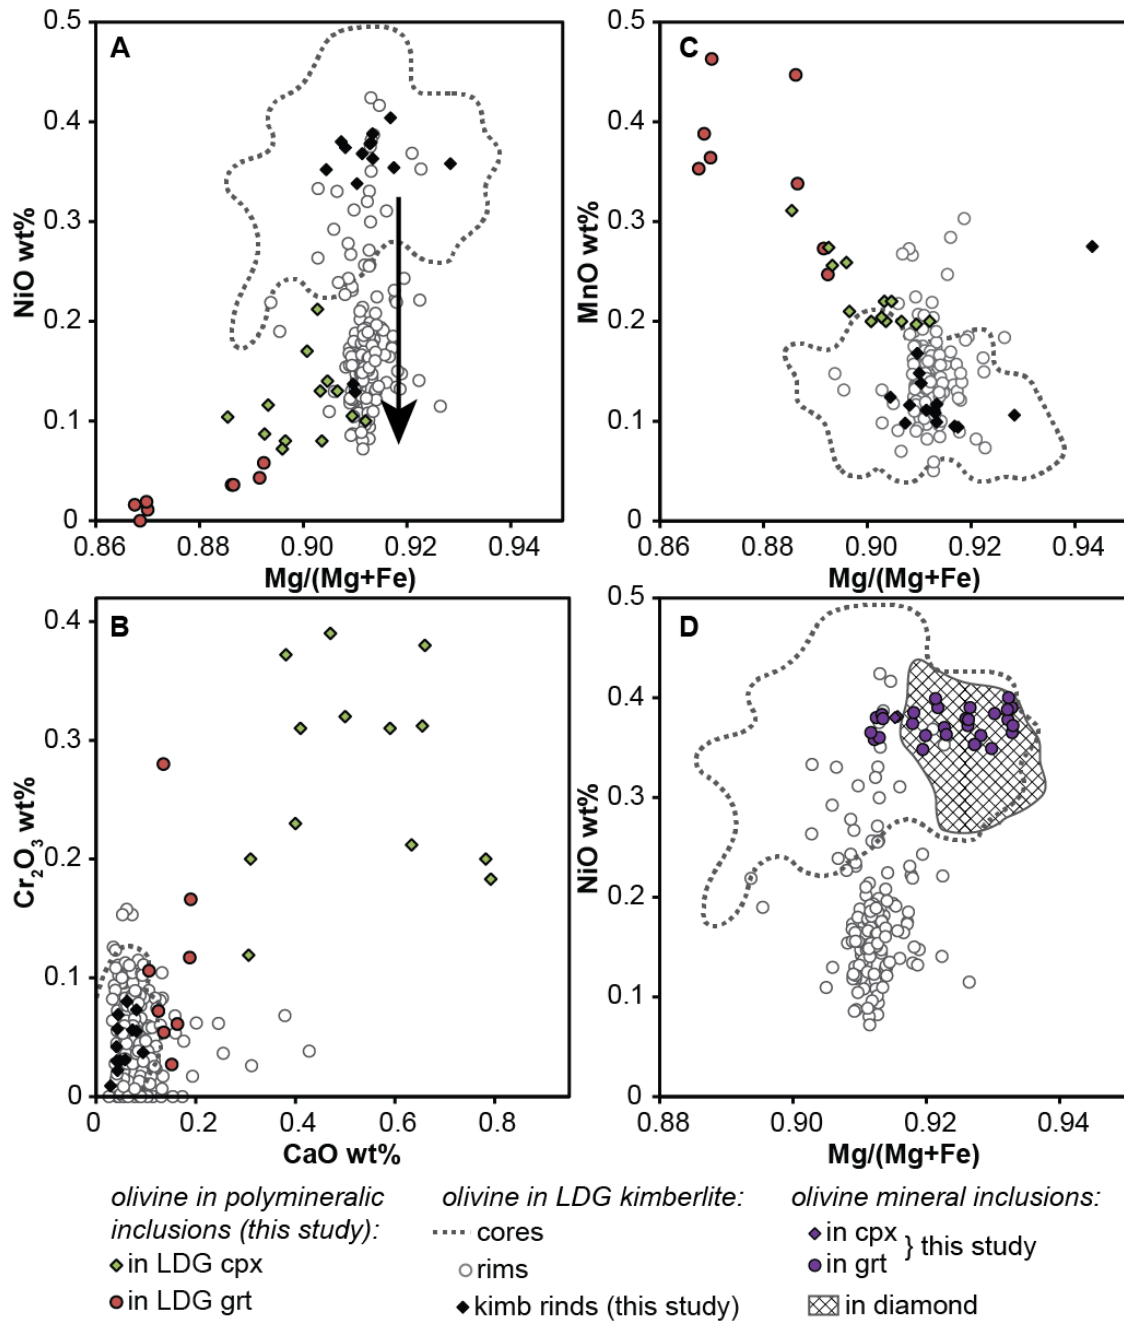 A
0.5
0.4
0.3
0.2
0.1
0
NiO wt%
0.86
0.88
0.90
0.92
0.94
Mg/(Mg+Fe)
C
0.5
0.4
0.3
0.2
0.1
0
MnO wt%
0.86
0.88
0.90
0.92
0.94
Mg/(Mg+Fe)
B
0.4
0.3
0.2
0.1
0
Cr₂O₃ wt%
0
0.2
0.4
0.6
0.8
CaO wt%
D
0.5
0.4
0.3
0.2
0.1
0
NiO wt%
0.88
0.90
0.92
0.94
Mg/(Mg+Fe)
olivine in polymineralic
inclusions (this study):
in LDG cpx
in LDG grt
olivine in LDG kimberlite:
cores
rims
kimb rinds (this study)
olivine mineral inclusions:
in cpx
in grt
} this study
in diamond